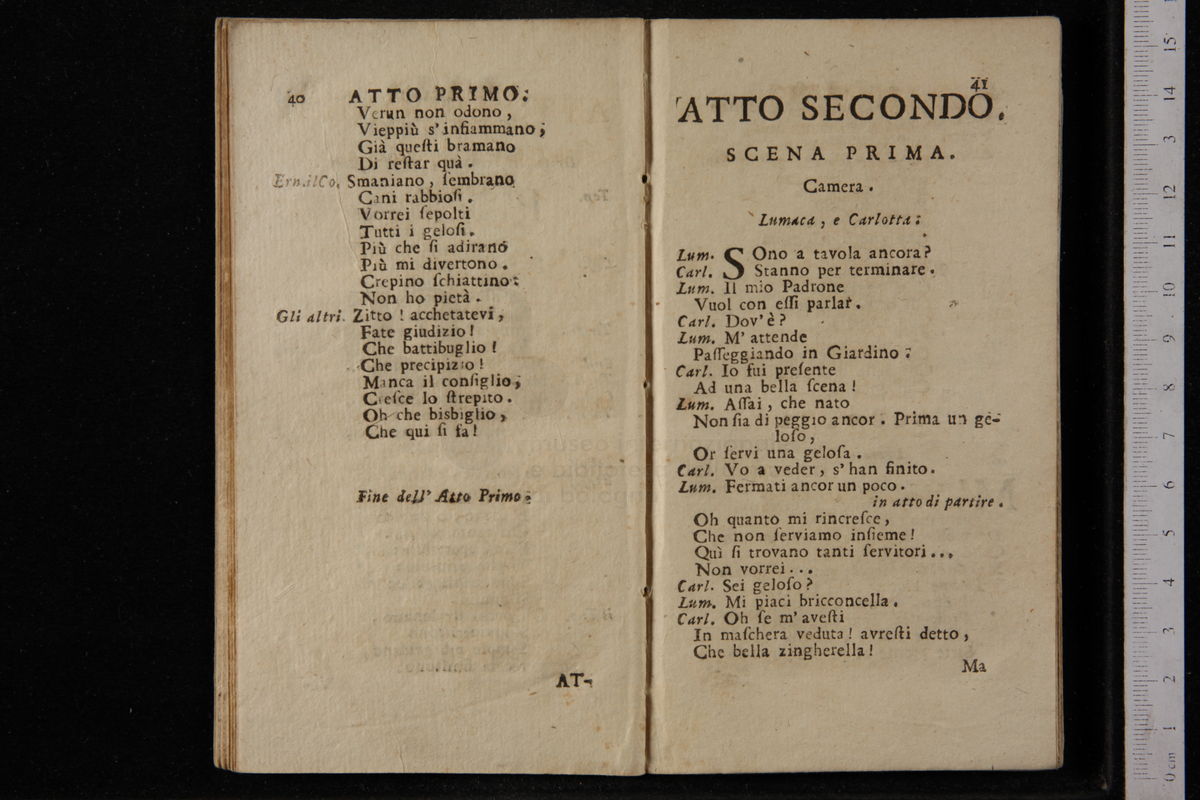 40 ATTO PRIMO.
Verun non odono,
Vieppiù s'infiammano;
Già questi bramano
Di restar quà.
Ern. il Co. Smaniano, sembrano
Cani rabbiosi.
Vorrei sepolti
Tutti i gelosi.
Più che si adirano
Più mi divertono.
Crepino schiattino:
Non ho pietà.
Gli altri. Zitto! acchetatevi,
Fate giudizio!
Che battibuglio!
Che precipizio!
Manca il consiglio;
Cresce lo strepito.
Oh che bisbiglio,
Che qui si fa!
Fine dell' Atto Primo.
AT-
41
ATTO SECONDO.
SCENA PRIMA.
Camera.
Lumaca, e Carlotta.
Lum. SOno a tavola ancora?
Carl. Stanno per terminare.
Lum. Il mio Padrone
Vuol con essi parlar.
Carl. Dov'è?
Lum. M'attende
Passeggiando in Giardino.
Carl. Io fui presente
Ad una bella scena!
Lum. Assai, che nato
Non sia di peggio ancor. Prima un ge-
loso,
Or servi una gelosa.
Carl. Vo a veder, s'han finito.
Lum. Fermati ancor un poco.
in atto di partire.
Oh quanto mi rincresce,
Che non serviamo insieme!
Quì si trovano tanti servitori...
Non vorrei...
Carl. Sei geloso?
Lum. Mi piaci bricconcella.
Carl. Oh se m'avesti
In maschera veduta! avresti detto,
Che bella zingherella!
Ma